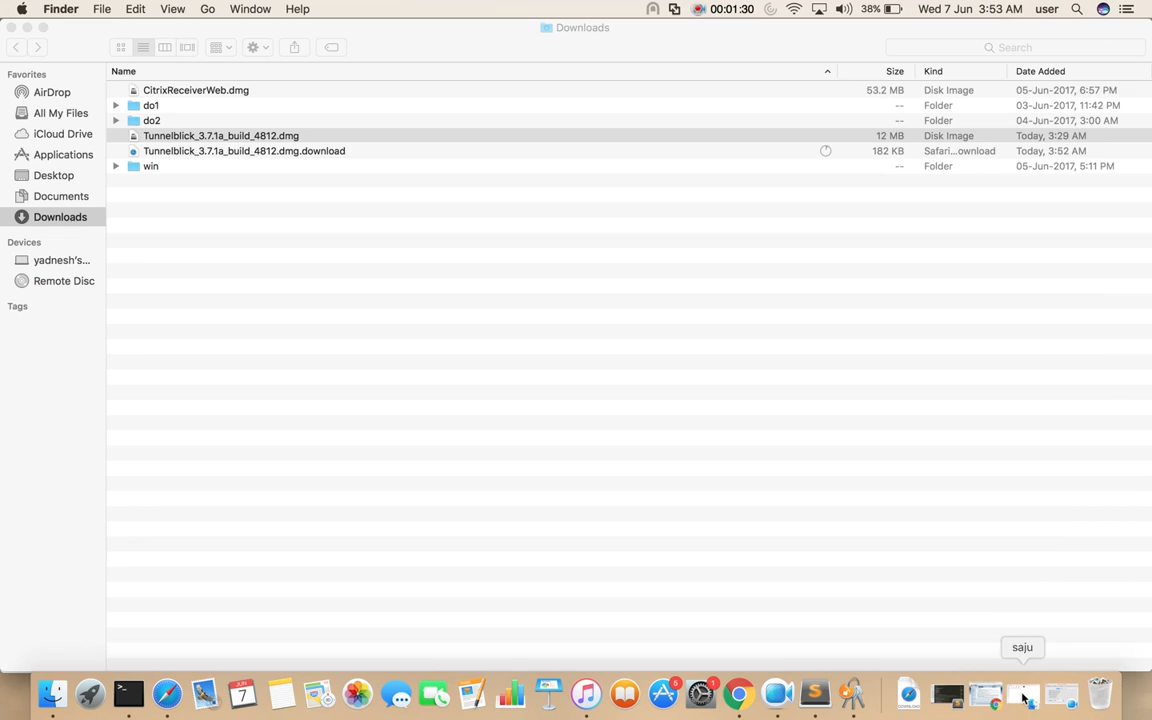 Finder File Edit View Go Window Help 00:01:30 38% Wed 7 Jun 3:53 AM user
Downloads
Search
Favorites
AirDrop
All My Files
iCloud Drive
Applications
Desktop
Documents
Downloads
Devices
yadnesh's...
Remote Disc
Tags
Name Size Kind Date Added
CitrixReceiverWeb.dmg 53.2 MB Disk Image 05-Jun-2017, 6:57 PM
do1 -- Folder 03-Jun-2017, 11:42 PM
do2 -- Folder 04-Jun-2017, 3:00 AM
Tunnelblick_3.7.1a_build_4812.dmg 12 MB Disk Image Today, 3:29 AM
Tunnelblick_3.7.1a_build_4812.dmg.download 182 KB Safari...ownload Today, 3:52 AM
win -- Folder 05-Jun-2017, 5:11 PM
saju
7
6
1
S